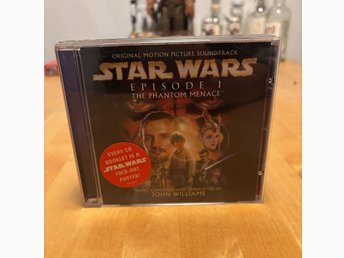 ORIGINAL MOTION PICTURE SOUNDTRACK
STAR WARS
EPISODE I
THE PHANTOM MENACE
EVERY CD
BOOKLET IS A
STAR WARS
FOLD-OUT
POSTER!
MUSIC COMPOSED AND CONDUCTED BY
JOHN WILLIAMS